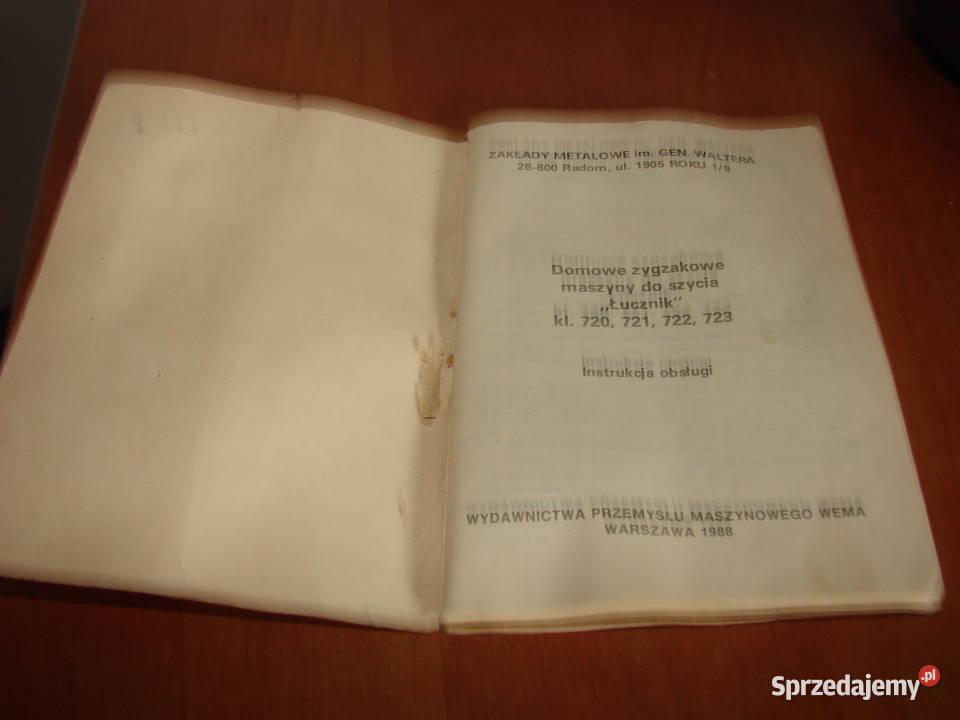 ZAKŁADY METALOWE im. GEN. WALTERA
26-600 Radom, ul. 1905 ROKU 1/9
Domowe zygzakowe
maszyny do szycia
„Łucznik"
kl. 720, 721, 722, 723
Instrukcja obsługi
WYDAWNICTWA PRZEMYSŁU MASZYNOWEGO WEMA
WARSZAWA 1988
Sprzedajemy.pl